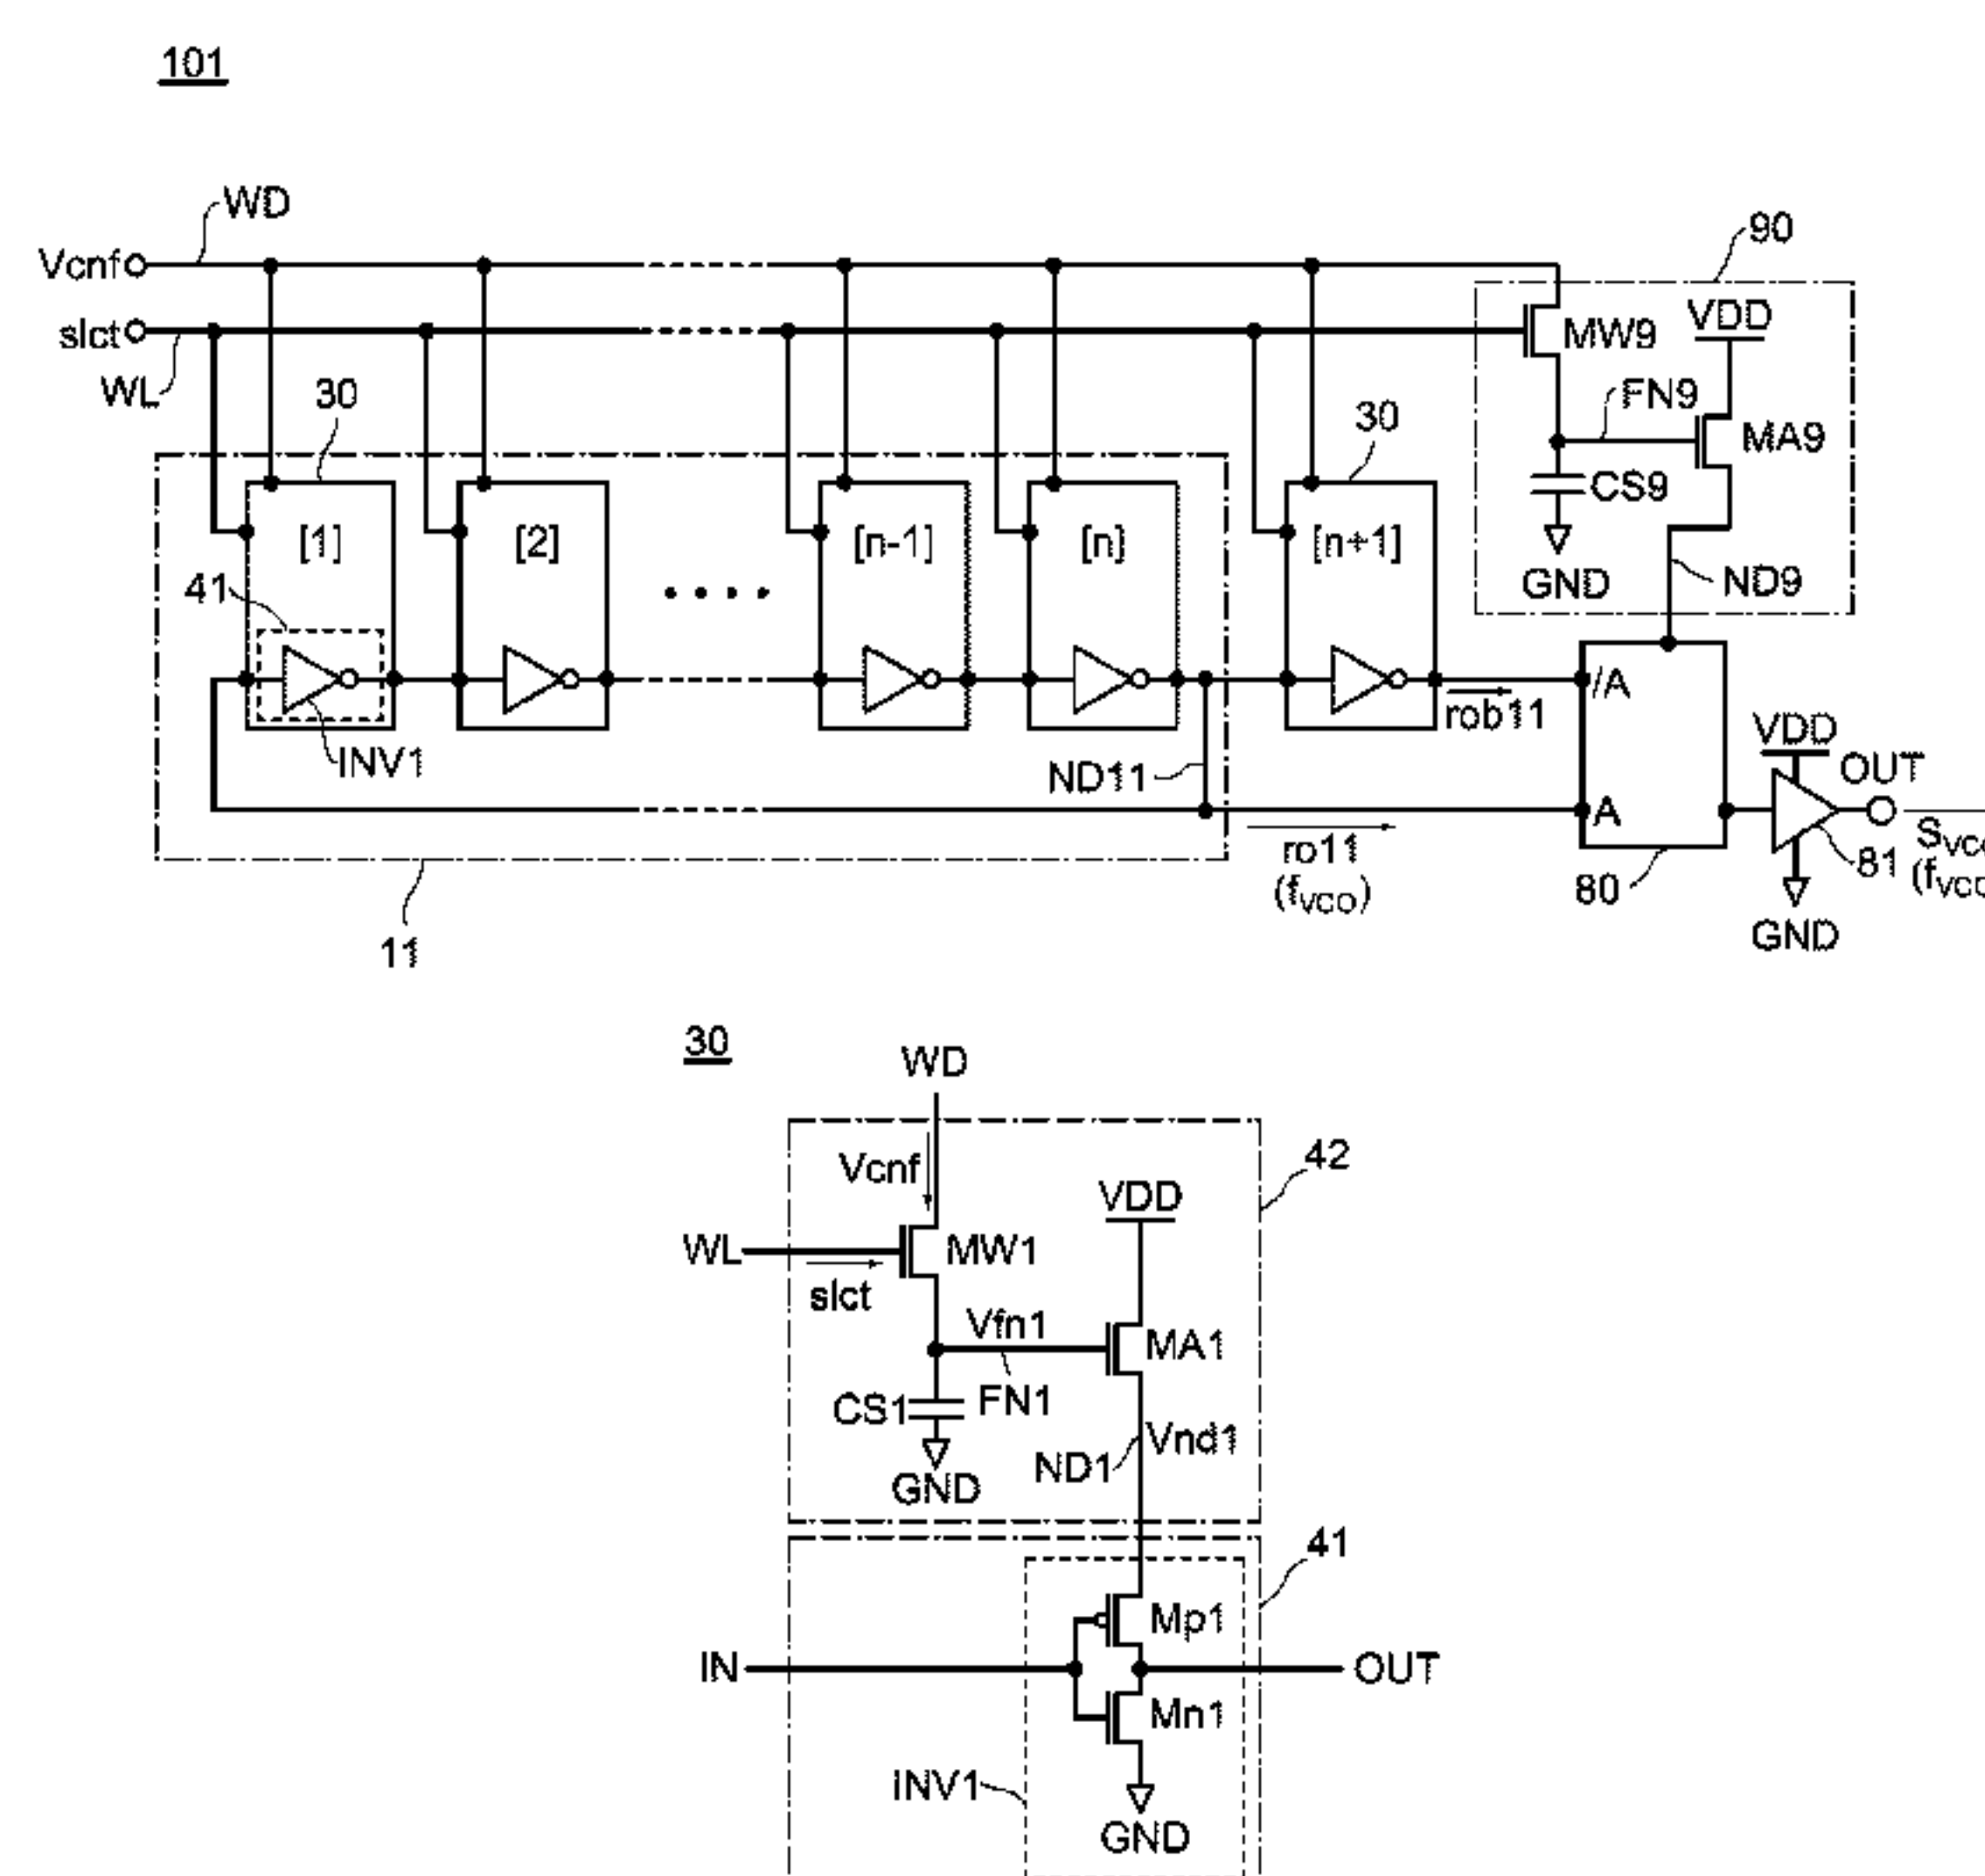 101
WD
Vcnf
slct
WL
30
30
90
MW9
VDD
FN9
MA9
CS9
GND
ND9
[1]
[2]
[n-1]
[n]
[n+1]
41
INV1
ND11
rob11
/A
A
VDD
OUT
ro11
(fVCO)
80
81
GND
11
30
WD
Vcnf
42
VDD
WL
MW1
slct
Vfn1
MA1
CS1
FN1
Vnd1
ND1
GND
41
Mp1
IN
OUT
Mn1
INV1
GND